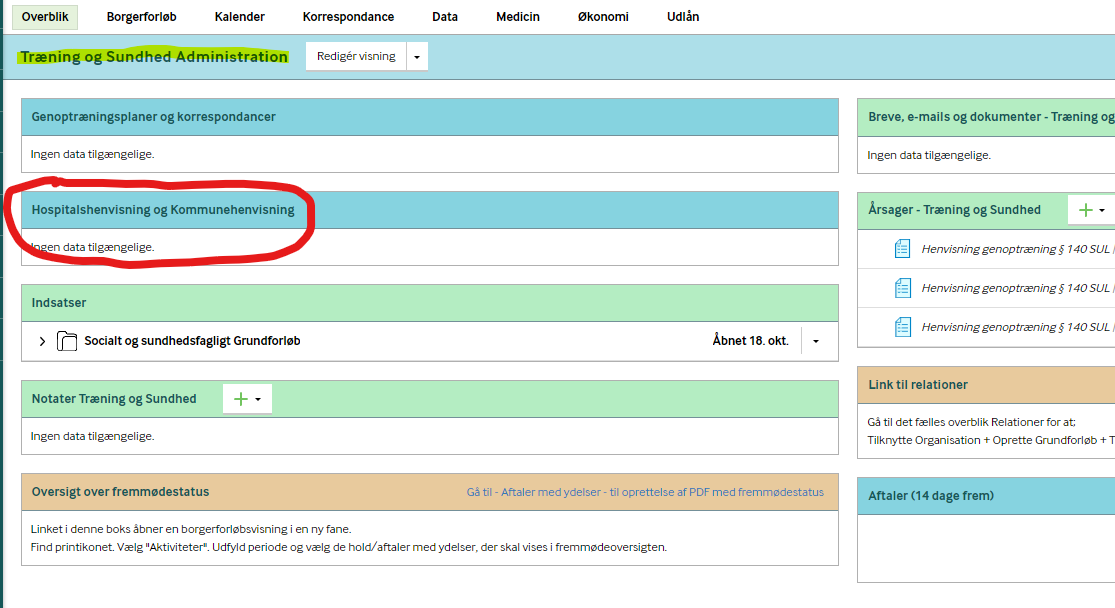 Overblik Borgerforløb Kalender Korrespondance Data Medicin Økonomi Udlån
Træning og Sundhed Administration Redigér visning
Genoptræningsplaner og korrespondancer
Ingen data tilgængelige.
Hospitalshenvisning og Kommunehenvisning
Ingen data tilgængelige.
Indsatser
Socialt og sundhedsfagligt Grundforløb Åbnet 18. okt.
Notater Træning og Sundhed
Ingen data tilgængelige.
Oversigt over fremmødestatus Gå til - Aftaler med ydelser - til oprettelse af PDF med fremmødestatus
Linket i denne boks åbner en borgerforløbsvisning i en ny fane.
Find printikonet. Vælg "Aktiviteter". Udfyld periode og vælg de hold/aftaler med ydelser, der skal vises i fremmødeoversigten.
Breve, e-mails og dokumenter - Træning og
Ingen data tilgængelige.
Årsager - Træning og Sundhed
Henvisning genoptræning § 140 SUL
Henvisning genoptræning § 140 SUL
Henvisning genoptræning § 140 SUL
Link til relationer
Gå til det fælles overblik Relationer for at;
Tilknytte Organisation + Oprette Grundforløb + T
Aftaler (14 dage frem)